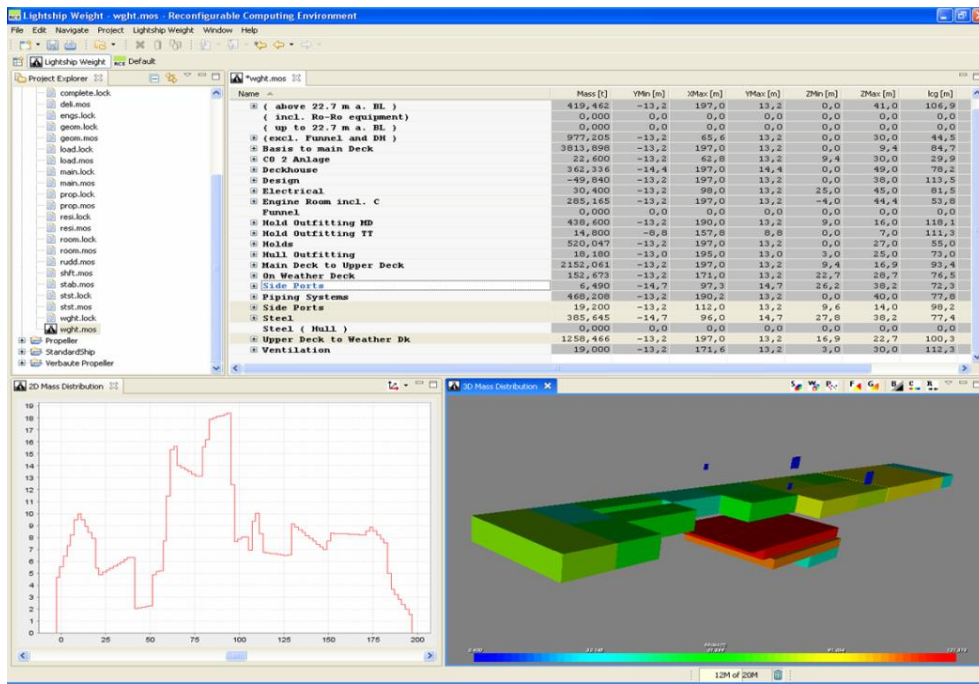 Lightship Weight - wght.mos - Reconfigurable Computing Environment
File Edit Navigate Project Lightship Weight Window Help
Lightship Weight RCE Default
Project Explorer
complete.lock
deli.mos
engs.lock
geom.lock
geom.mos
load.lock
load.mos
main.lock
main.mos
prop.lock
prop.mos
resi.lock
resi.mos
room.lock
room.mos
rudd.mos
shft.mos
stab.mos
stst.lock
stst.mos
wght.lock
wght.mos
Propeller
StandardShip
Verbaute Propeller
*wght.mos
Name Mass [t] YMin [m] XMax [m] YMax [m] ZMin [m] ZMax [m] lcg [m]
( above 22.7 m a. BL ) 419,462 -13,2 197,0 13,2 0,0 41,0 106,9
( incl. Ro-Ro equipment) 0,000 0,0 0,0 0,0 0,0 0,0 0,0
( up to 22.7 m a. BL ) 0,000 0,0 0,0 0,0 0,0 0,0 0,0
(excl. Funnel and DH ) 977,205 -13,2 65,6 13,2 0,0 30,0 44,5
Basis to main Deck 3813,898 -13,2 197,0 13,2 0,0 9,4 84,7
CO 2 Anlage 22,600 -13,2 62,8 13,2 9,4 30,0 29,9
Deckhouse 362,336 -14,4 197,0 14,4 0,0 49,0 78,2
Design -49,840 -13,2 197,0 13,2 0,0 38,0 113,5
Electrical 30,400 -13,2 98,0 13,2 25,0 45,0 81,5
Engine Room incl. C 285,165 -13,2 197,0 13,2 -4,0 44,4 53,8
Funnel 0,000 0,0 0,0 0,0 0,0 0,0 0,0
Hold Outfitting MD 438,600 -13,2 190,0 13,2 9,0 16,0 118,1
Hold Outfitting TT 14,800 -8,8 157,8 8,8 0,0 7,0 111,3
Holds 520,047 -13,2 197,0 13,2 0,0 27,0 55,0
Hull Outfitting 18,180 -13,0 195,0 13,0 3,0 25,0 73,0
Main Deck to Upper Deck 2152,061 -13,2 197,0 13,2 9,4 16,9 93,4
On Weather Deck 152,673 -13,2 171,0 13,2 22,7 28,7 76,5
Side Ports 6,490 -14,7 97,3 14,7 26,2 38,2 72,3
Piping Systems 468,208 -13,2 190,2 13,2 0,0 40,0 77,8
Side Ports 19,200 -13,2 112,0 13,2 9,6 14,0 98,2
Steel 385,645 -14,7 96,0 14,7 27,8 38,2 77,4
Steel ( Hull ) 0,000 0,0 0,0 0,0 0,0 0,0 0,0
Upper Deck to Weather Dk 1258,466 -13,2 197,0 13,2 16,9 22,7 100,3
Ventilation 19,000 -13,2 171,6 13,2 3,0 30,0 112,3
2D Mass Distribution
19
18
17
16
15
14
13
12
11
10
9
8
7
6
5
4
3
2
1
0
0 25 50 75 100 125 150 175 200
3D Mass Distribution
12M of 20M